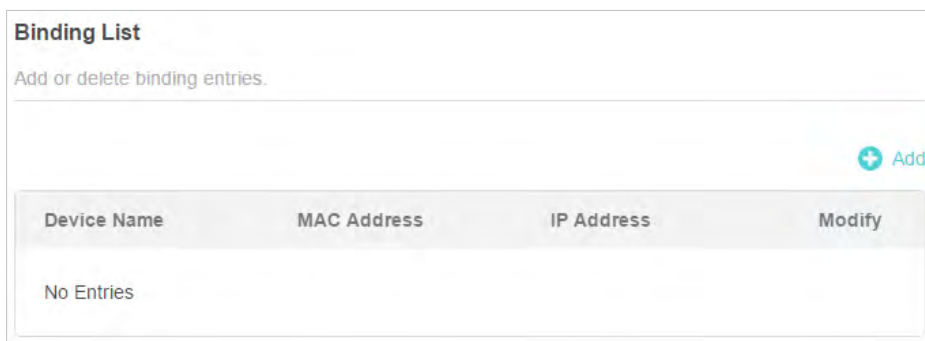 Binding List
Add or delete binding entries.
Add
Device Name MAC Address IP Address Modify
No Entries